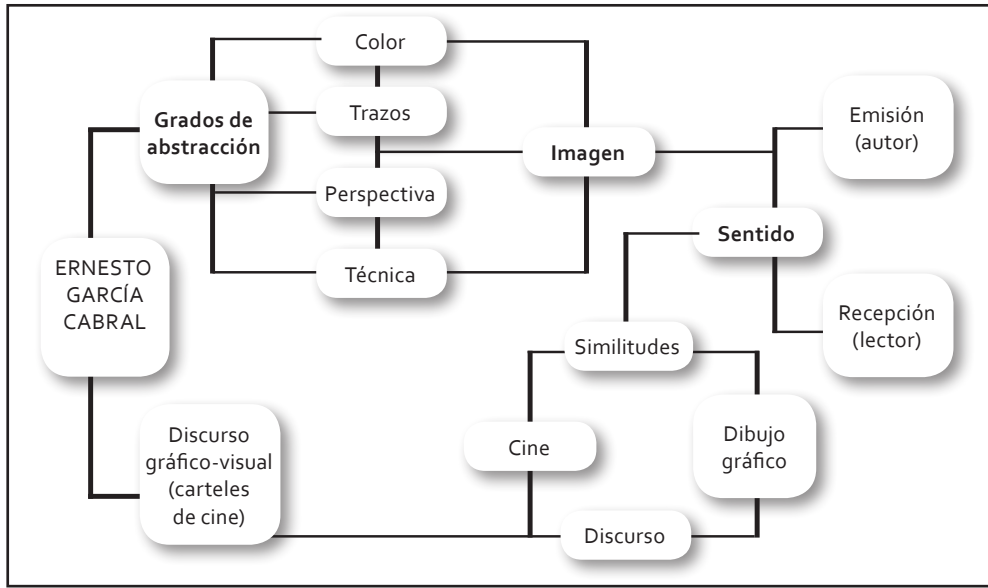 Color
Grados de
abstracción
Trazos
Imagen
Perspectiva
Técnica
Emisión
(autor)
Sentido
Recepción
(lector)
ERNESTO
GARCÍA
CABRAL
Similitudes
Discurso
gráfico-visual
(carteles
de cine)
Cine
Dibujo
gráfico
Discurso